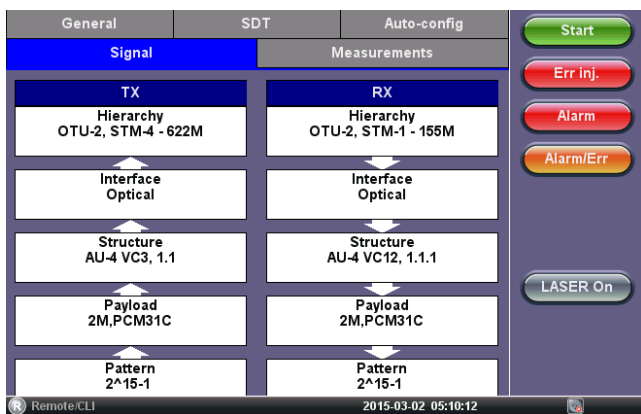 General SDT Auto-config
Signal Measurements
Start
Err inj.
Alarm
Alarm/Err
LASER On
TX
Hierarchy
OTU-2, STM-4 - 622M
Interface
Optical
Structure
AU-4 VC3, 1.1
Payload
2M,PCM31C
Pattern
2^15-1
RX
Hierarchy
OTU-2, STM-1 - 155M
Interface
Optical
Structure
AU-4 VC12, 1.1.1
Payload
2M,PCM31C
Pattern
2^15-1
R Remote/CLI 2015-03-02 05:10:12